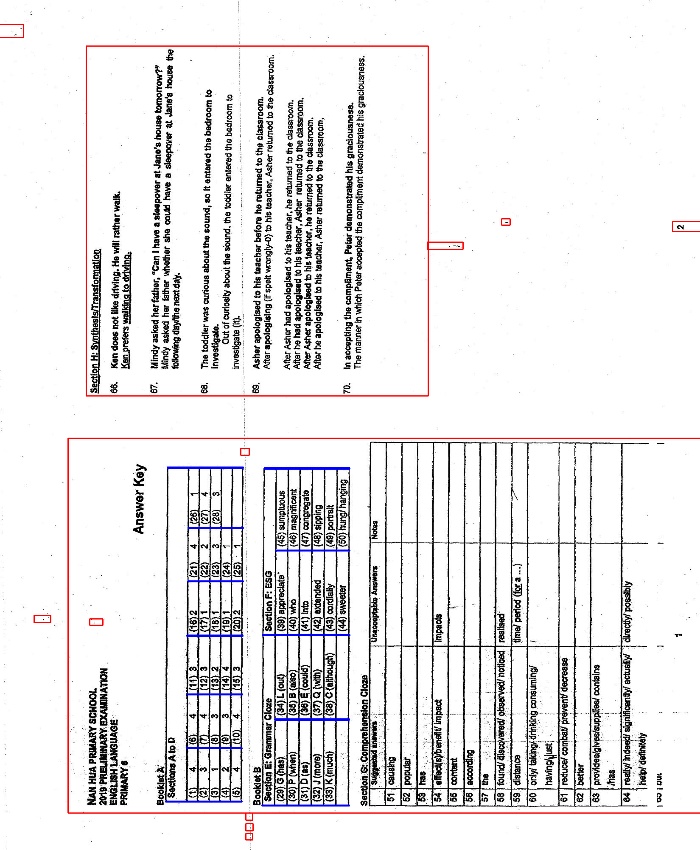 NAN HUA PRIMARY SCHOOL
2019 PRELIMINARY EXAMINATION
ENGLISH LANGUAGE
PRIMARY 6
Answer Key
Booklet A
Sections A to D
(1) 4 (6) 4 (11) 3 (16) 2 (21) 4 (26) 1
(2) 3 (7) 4 (12) 3 (17) 1 (22) 2 (27) 4
(3) 1 (8) 3 (13) 2 (18) 1 (23) 3 (28) 3
(4) 2 (9) 3 (14) 4 (19) 1 (24) 1
(5) 4 (10) 4 (15) 3 (20) 2 (25) 1
Booklet B
Section E: Grammar Cloze Section F: ESG
(29) G (has) (34) L (out) (39) appreciate (45) sumptuous
(30) P (when) (35) B (also) (40) who (46) magnificent
(31) D (as) (36) E (could) (41) into (47) congregate
(32) J (more) (37) Q (with) (42) extended (48) sipping
(33) K (much) (38) C (although) (43) cordially (49) portrait
(44) sweeter (50) hung/ hanging
Section G: Comprehension Cloze
Suggested answers Unacceptable Answers Notes
51 causing
52 popular
53 has
54 effect(s)/benefit/ impact impacts
55 content
56 according
57 the
58 found/ discovered/ observed/ noticed realised
59 distance time/ period (for a ...)
60 only/ taking/ drinking/ consuming/
having/just
61 reduce/ combat/ prevent/ decrease
62 better
63 provides/gives/supplies/ contains
/has
64 really/ indeed/ significantly/ actually/ directly/ possibly
help/ definitely
1
Section H: Synthesis/Transformation
66. Ken does not like driving. He will rather walk.
Ken prefers walking to driving.
67. Mindy asked her father, "Can I have a sleepover at Jane's house tomorrow?"
Mindy asked her father whether she could have a sleepover at Jane's house the
following day/the next day.
68. The toddler was curious about the sound, so it entered the bedroom to
investigate.
Out of curiosity about the sound, the toddler entered the bedroom to
investigate (it).
69. Asher apologised to his teacher before he returned to the classroom.
After apologising (if spelt wrongly-0) to his teacher, Asher returned to the classroom.
After Asher had apologised to his teacher, he returned to the classroom.
After he had apologised to his teacher, Asher returned to the classroom.
After Asher apologised to his teacher, he returned to the classroom.
After he apologised to his teacher, Asher returned to the classroom.
70. In accepting the compliment, Peter demonstrated his graciousness.
The manner in which Peter accepted the compliment demonstrated his graciousness.
2